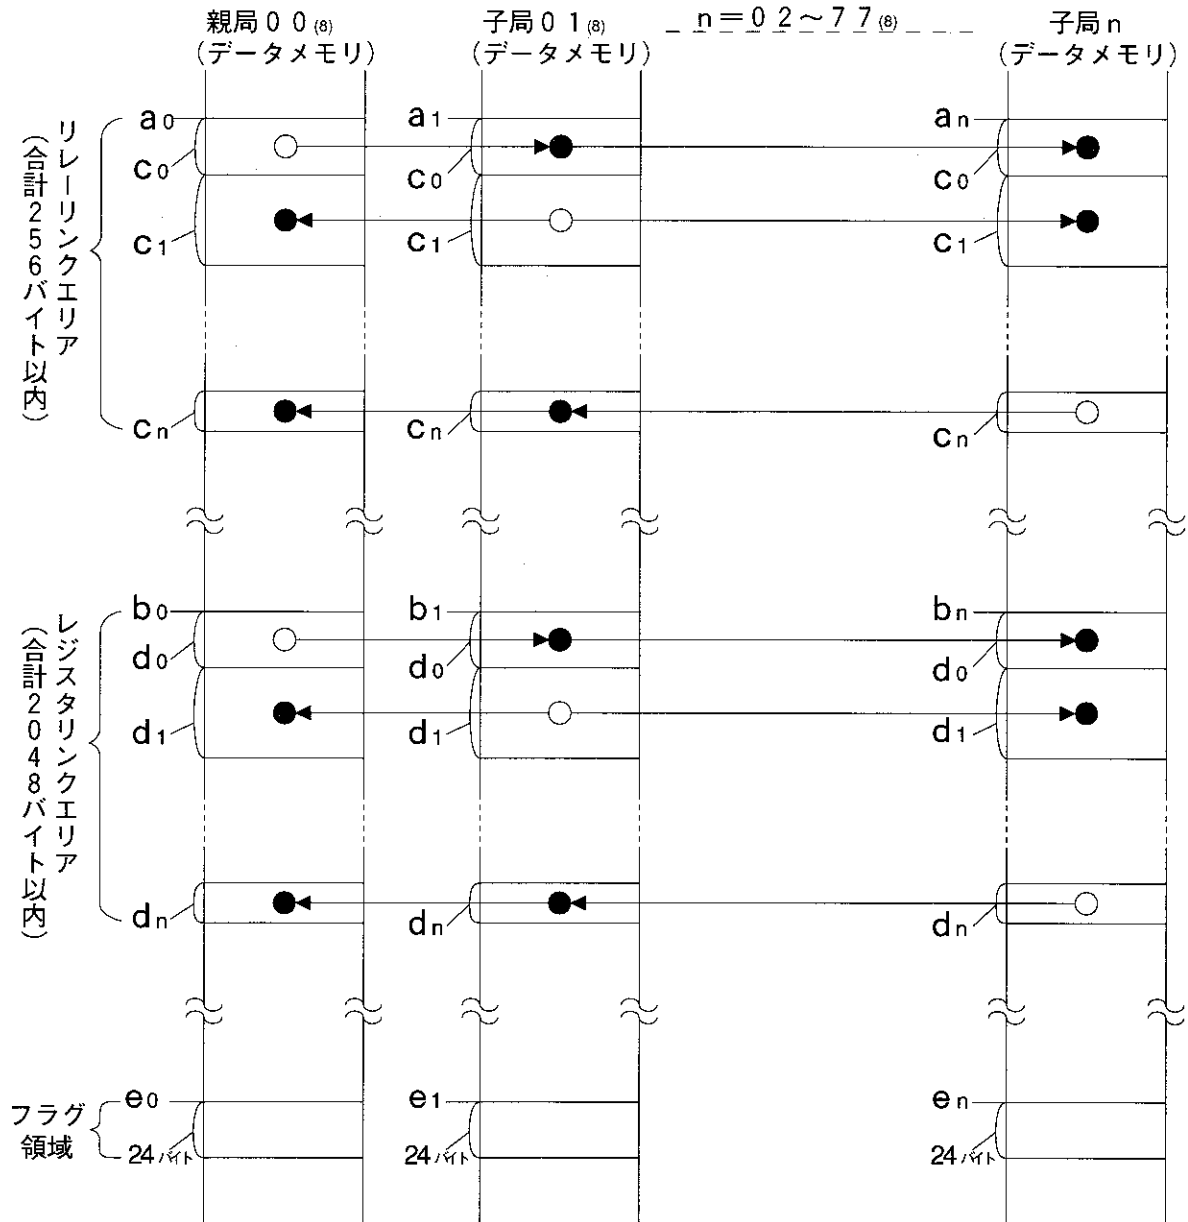 親局００(8) 子局０１(8) n＝０２～７７(8) 子局n
(データメモリ) (データメモリ) (データメモリ)
リレーリンクエリア
(合計256バイト以内)
a0 a1 an
c0 c0 c0
c1 c1 c1
cn cn cn
レジスタリンクエリア
(合計2048バイト以内)
b0 b1 bn
d0 d0 d0
d1 d1 d1
dn dn dn
フラグ
領域
e0 e1 en
24バイト 24バイト 24バイト